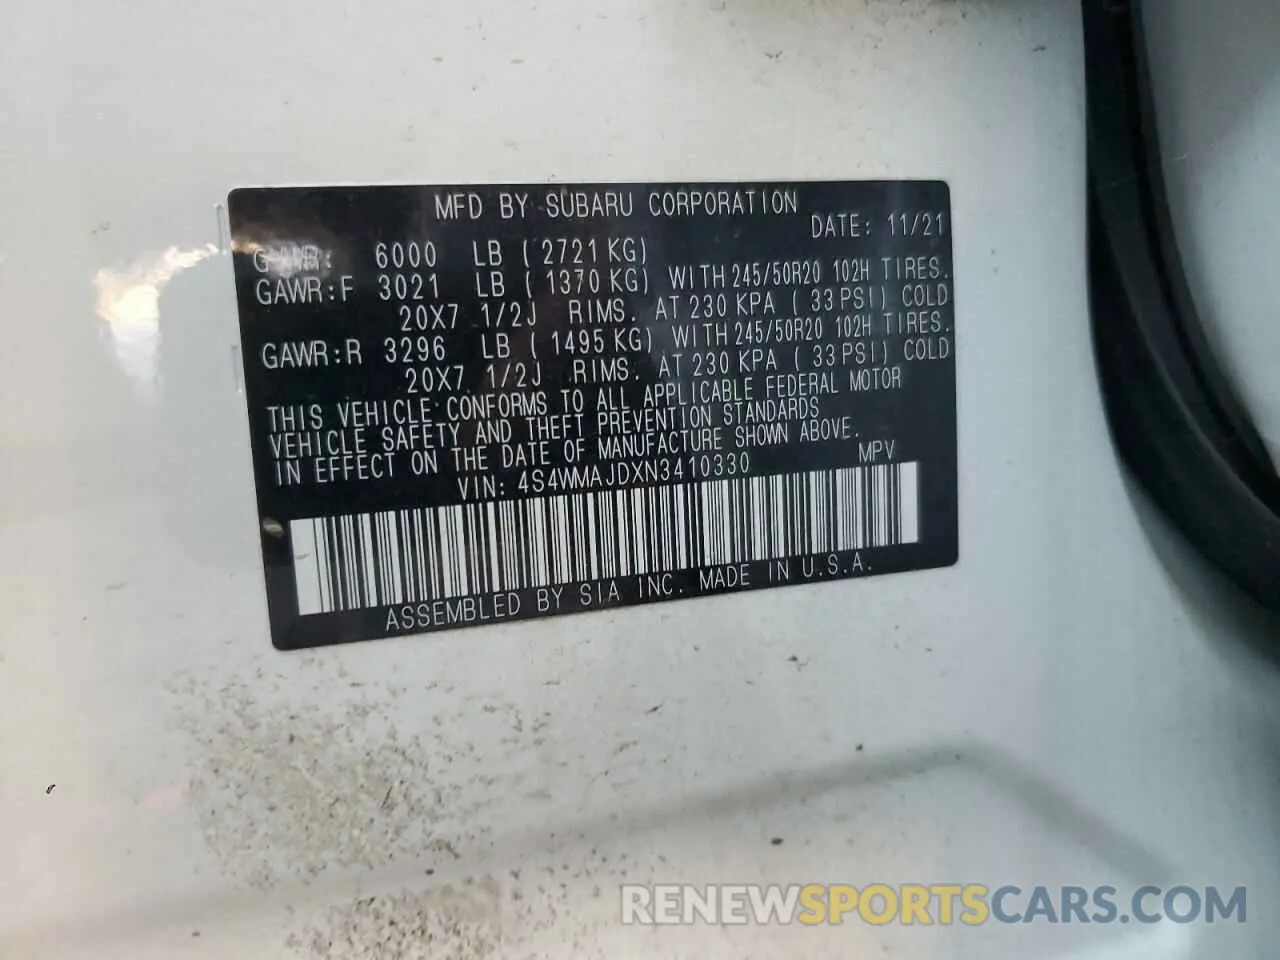 MFD BY SUBARU CORPORATION
DATE: 11/21
GAWR: 6000 LB ( 2721 KG)
GAWR:F 3021 LB ( 1370 KG) WITH 245/50R20 102H TIRES.
20X7 1/2J RIMS. AT 230 KPA ( 33 PSI) COLD
GAWR:R 3296 LB ( 1495 KG) WITH 245/50R20 102H TIRES.
20X7 1/2J RIMS. AT 230 KPA ( 33 PSI) COLD
THIS VEHICLE CONFORMS TO ALL APPLICABLE FEDERAL MOTOR
VEHICLE SAFETY AND THEFT PREVENTION STANDARDS
IN EFFECT ON THE DATE OF MANUFACTURE SHOWN ABOVE.
VIN: 4S4WMAJDXN3410330 MPV
ASSEMBLED BY SIA INC. MADE IN U.S.A.
RENEWSPORTSCARS.COM